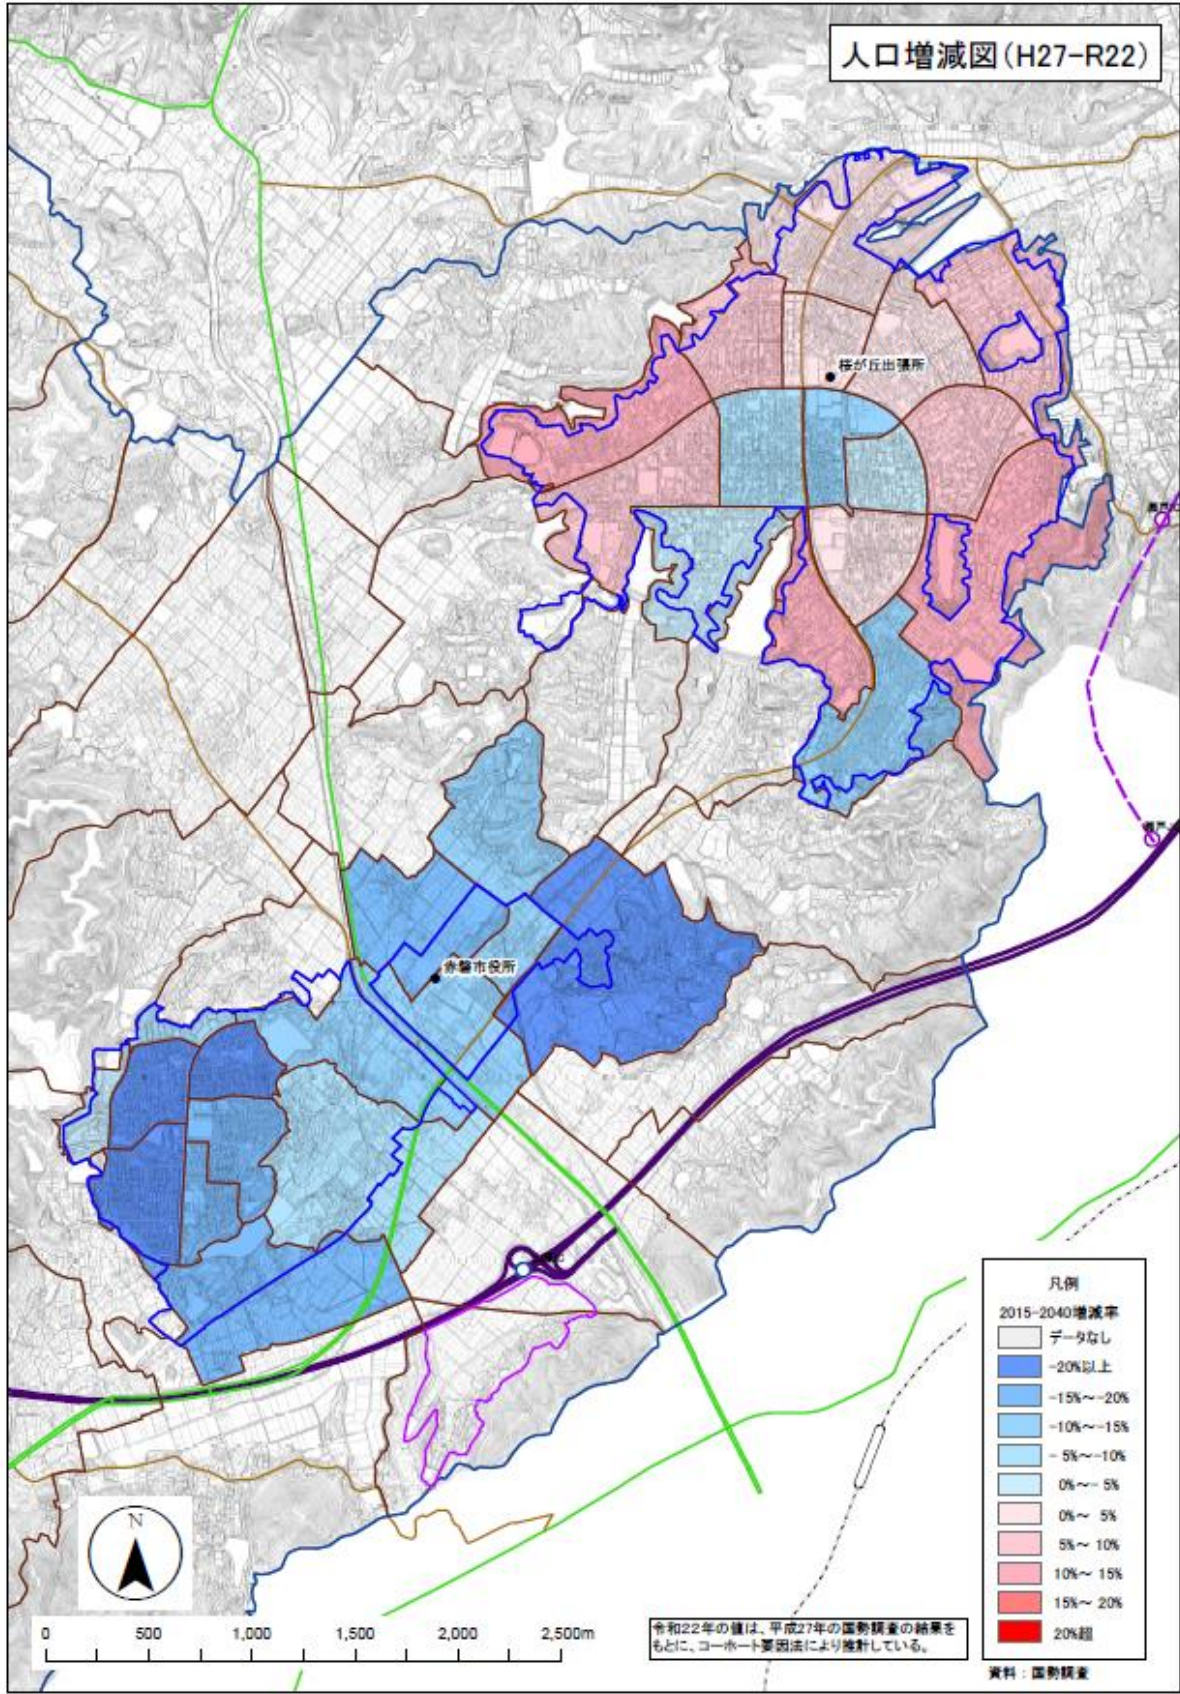 人口増減図(H27-R22)
桜が丘出張所
赤磐市役所
凡例
2015-2040増減率
データなし
-20%以上
-15%～-20%
-10%～-15%
- 5%～-10%
0%～- 5%
0%～ 5%
5%～ 10%
10%～ 15%
15%～ 20%
20%超
N
0 500 1,000 1,500 2,000 2,500m
令和22年の値は、平成27年の国勢調査の結果を
もとに、コーホート要因法により推計している。
資料：国勢調査